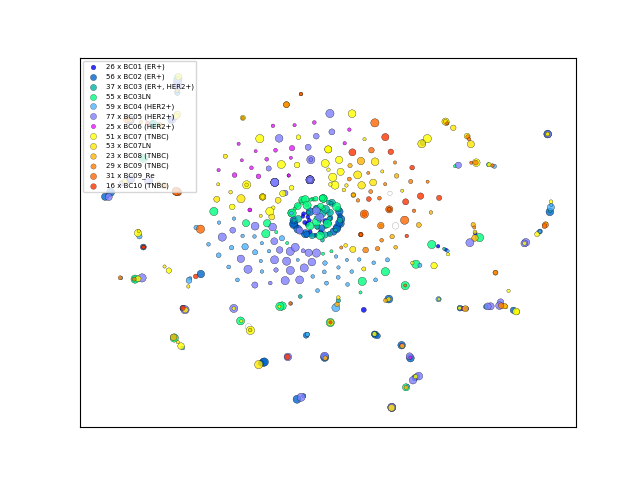 26 x BC01 (ER+)
56 x BC02 (ER+)
37 x BC03 (ER+, HER2+)
55 x BC03LN
59 x BC04 (HER2+)
77 x BC05 (HER2+)
25 x BC06 (HER2+)
51 x BC07 (TNBC)
53 x BC07LN
23 x BC08 (TNBC)
29 x BC09 (TNBC)
31 x BC09_Re
16 x BC10 (TNBC)